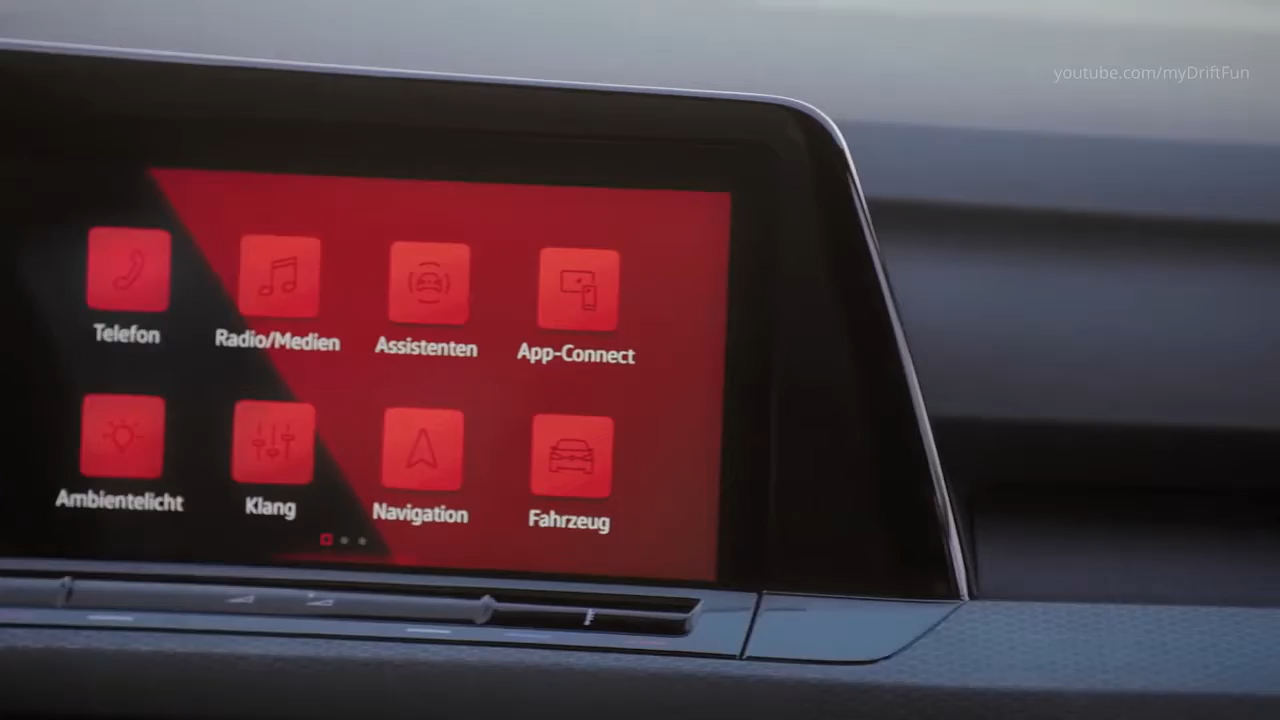 youtube.com/myDriftFun
Telefon
Radio/Medien
Assistenten
App-Connect
Ambientelicht
Klang
Navigation
Fahrzeug